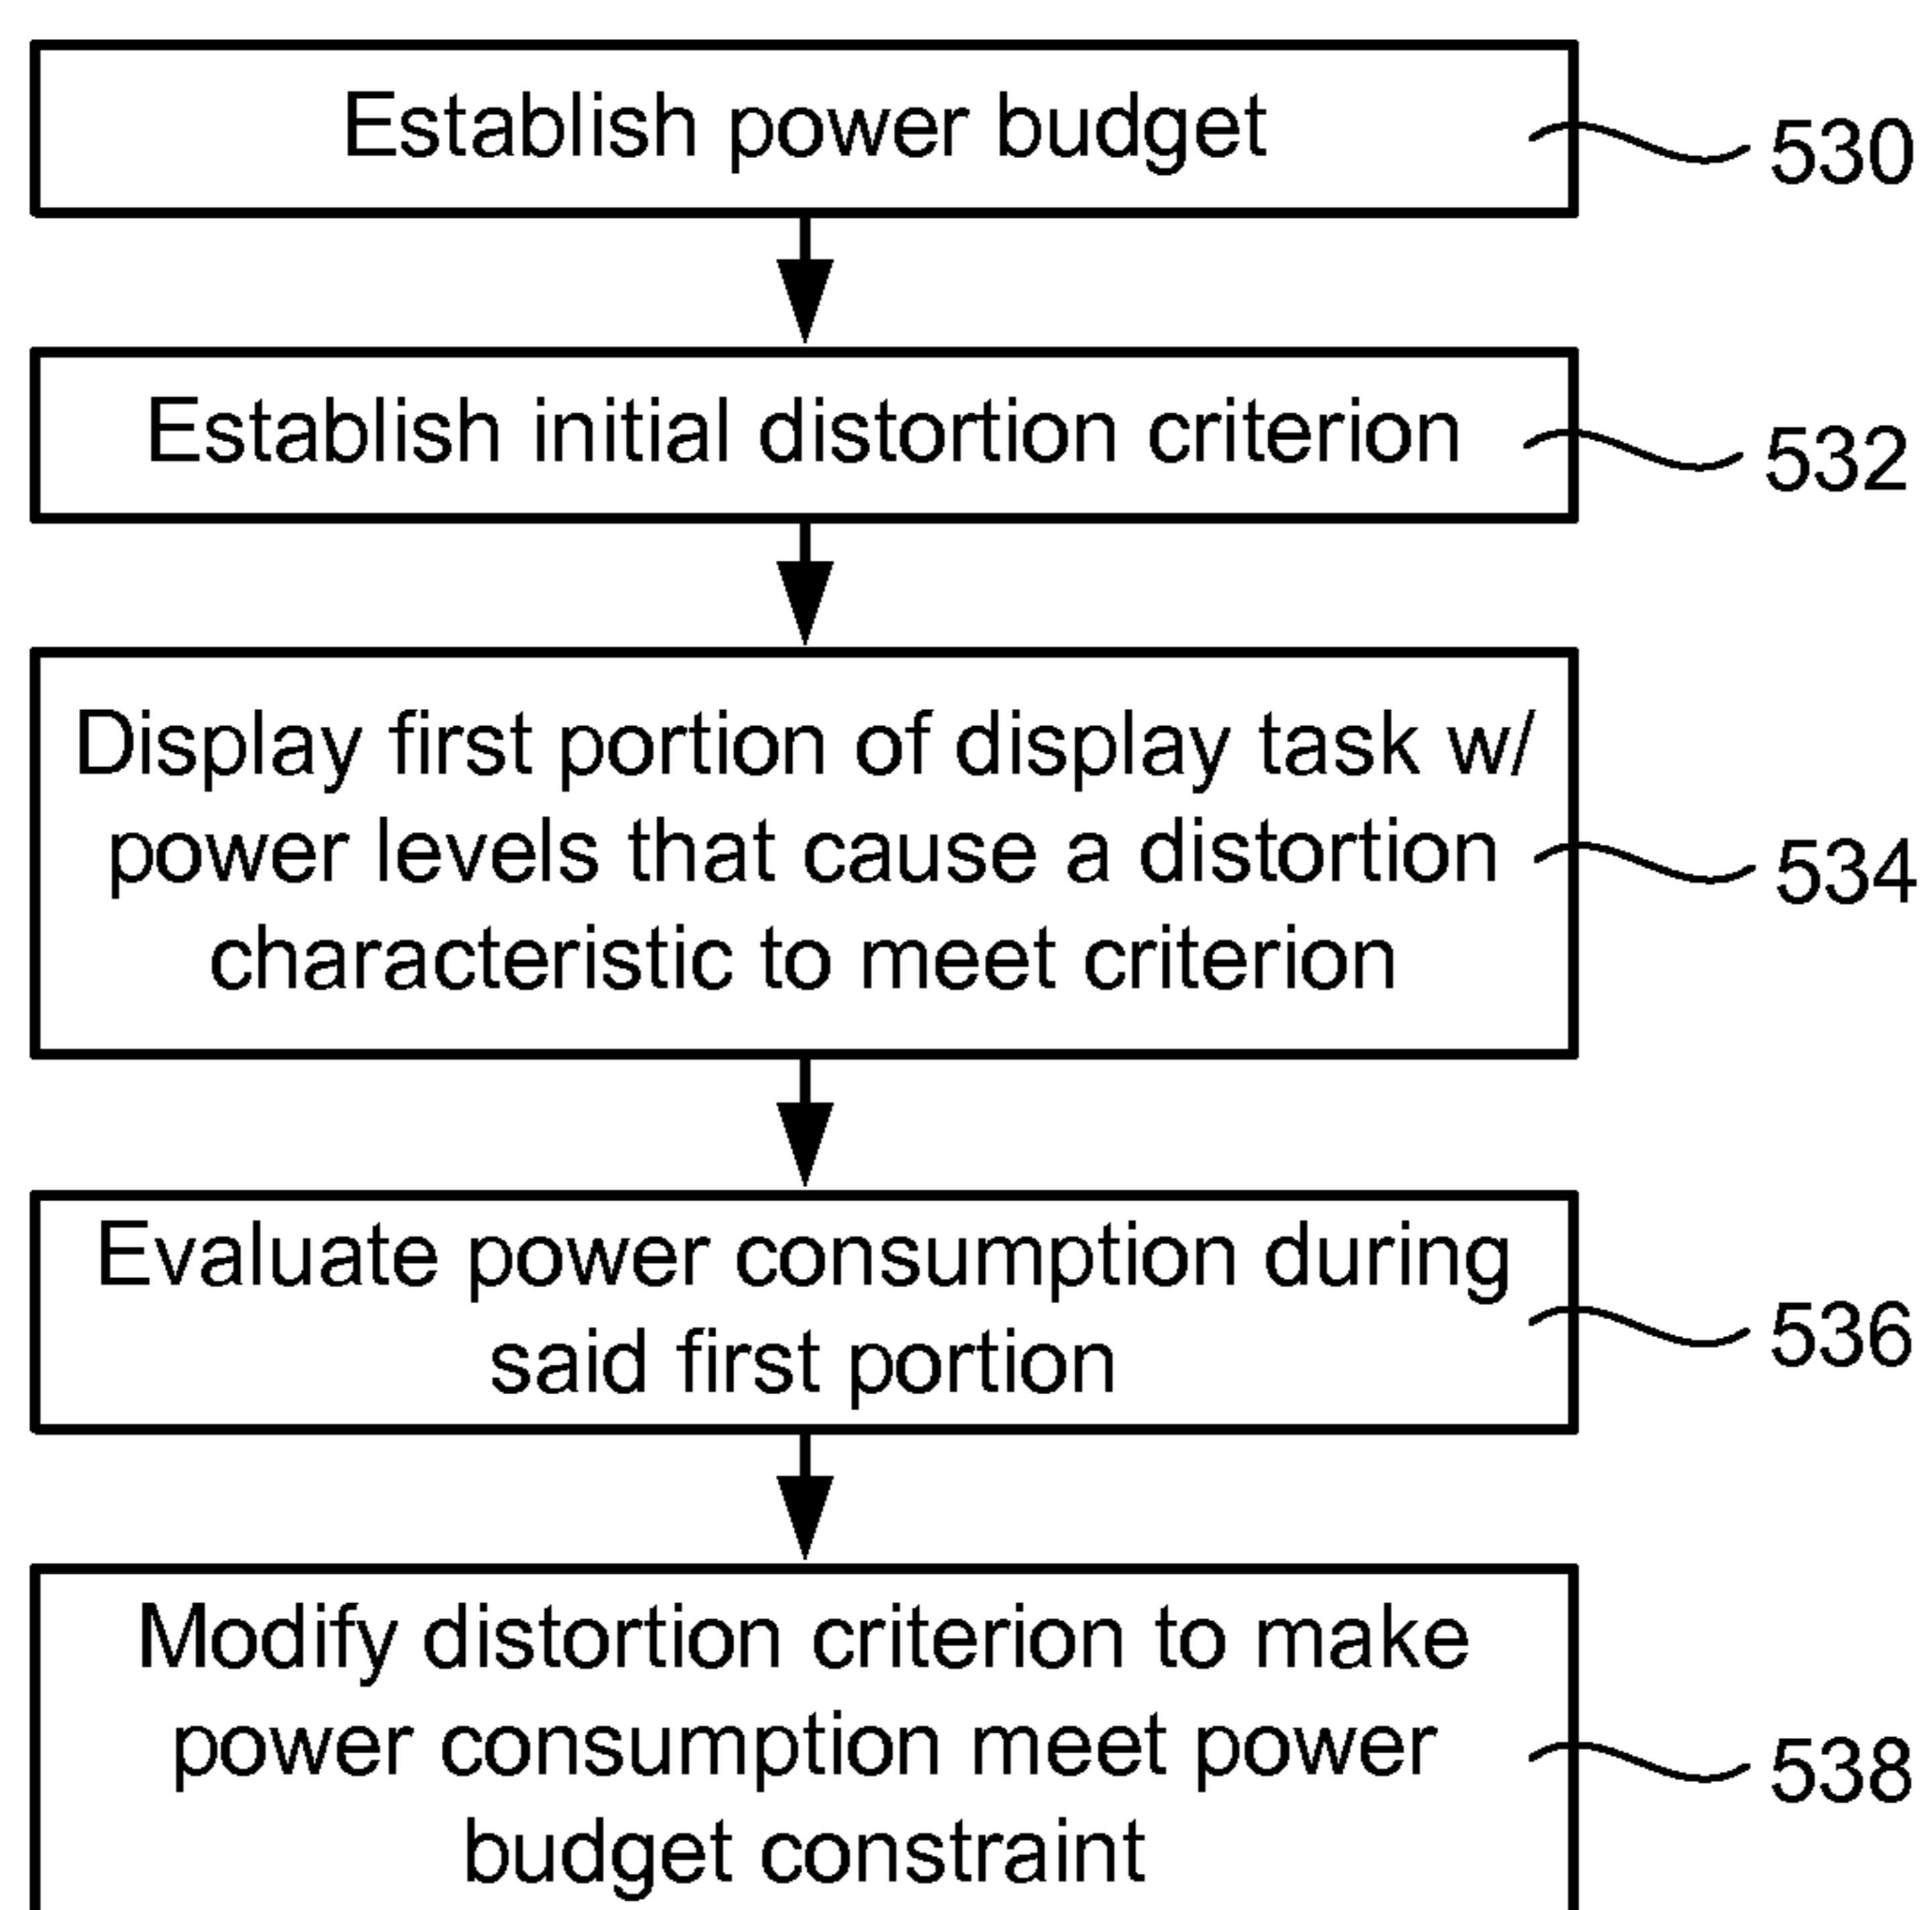 Establish power budget
530
Establish initial distortion criterion
532
Display first portion of display task w/
power levels that cause a distortion
characteristic to meet criterion
534
Evaluate power consumption during
said first portion
536
Modify distortion criterion to make
power consumption meet power
budget constraint
538